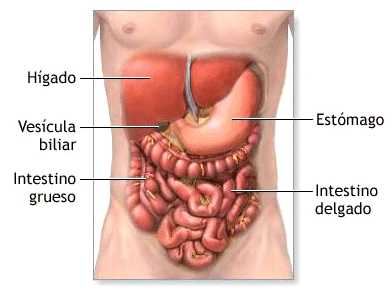 Hígado
Vesícula
biliar
Intestino
grueso
Estómago
Intestino
delgado